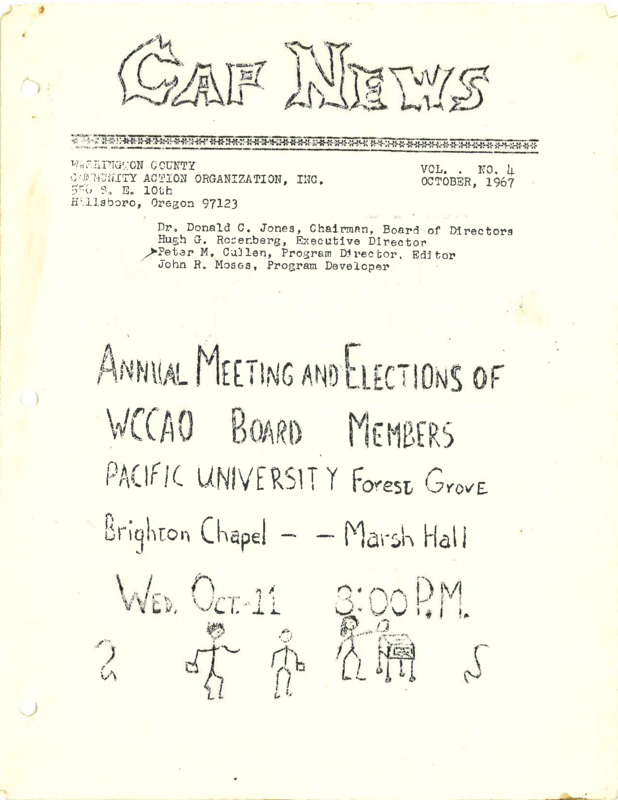 CAP NEWS
WASHINGTON COUNTY
COMMUNITY ACTION ORGANIZATION, INC.
556 S. E. 10th
Hillsboro, Oregon 97123
VOL. . NO. 4
OCTOBER, 1967
Dr. Donald C. Jones, Chairman, Board of Directors
Hugh G. Rosenberg, Executive Director
Peter M. Cullen, Program Director, Editor
John R. Moses, Program Developer
ANNUAL MEETING AND ELECTIONS OF
WCCAO BOARD MEMBERS
PACIFIC UNIVERSITY Forest Grove
Brighton Chapel - - Marsh Hall
WED. OCT-11 8:00 P.M.